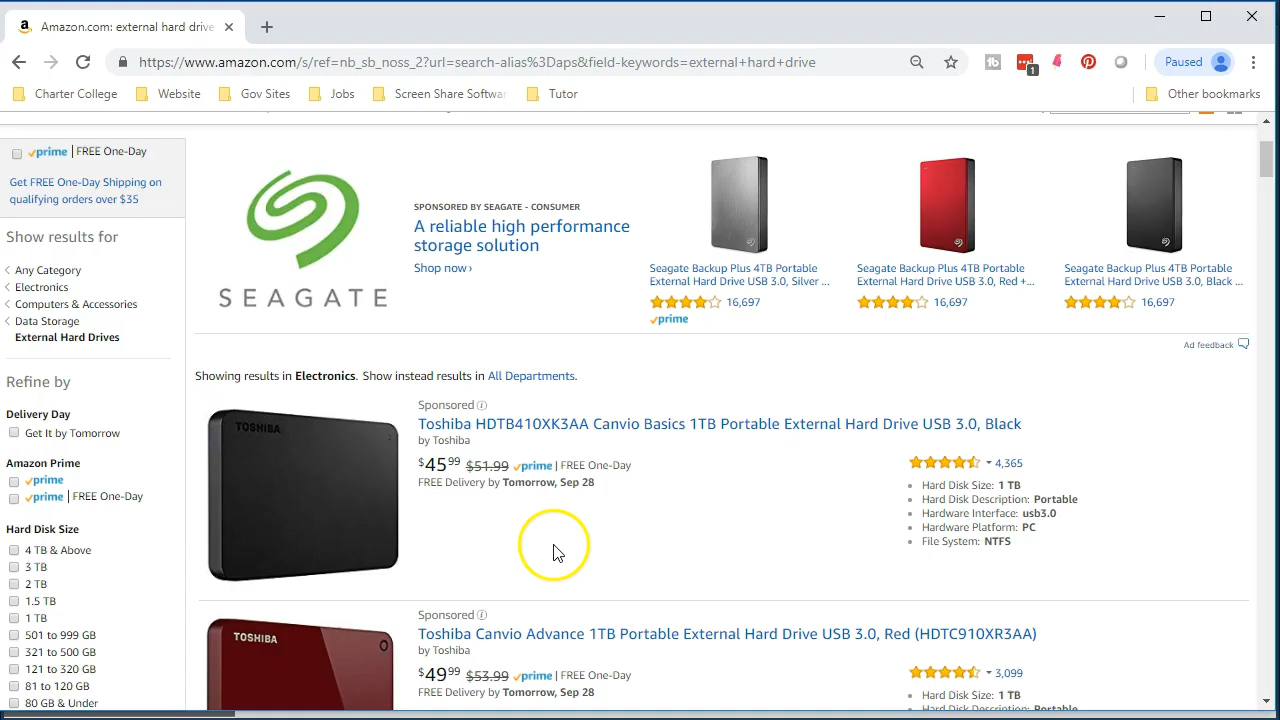 Amazon.com: external hard drive
https://www.amazon.com/s/ref=nb_sb_noss_2?url=search-alias%3Daps&field-keywords=external+hard+drive
1
Paused
Charter College
Website
Gov Sites
Jobs
Screen Share Softwar
Tutor
Other bookmarks
prime | FREE One-Day
Get FREE One-Day Shipping on
qualifying orders over $35
Show results for
Any Category
Electronics
Computers & Accessories
Data Storage
External Hard Drives
Refine by
Delivery Day
Get It by Tomorrow
Amazon Prime
prime
prime | FREE One-Day
Hard Disk Size
4 TB & Above
3 TB
2 TB
1.5 TB
1 TB
501 to 999 GB
321 to 500 GB
121 to 320 GB
81 to 120 GB
80 GB & Under
SEAGATE
SPONSORED BY SEAGATE - CONSUMER
A reliable high performance
storage solution
Shop now ›
Seagate Backup Plus 4TB Portable
External Hard Drive USB 3.0, Silver ...
16,697
prime
Seagate Backup Plus 4TB Portable
External Hard Drive USB 3.0, Red +...
16,697
Seagate Backup Plus 4TB Portable
External Hard Drive USB 3.0, Black ...
16,697
Ad feedback
Showing results in Electronics. Show instead results in All Departments.
TOSHIBA
Sponsored
Toshiba HDTB410XK3AA Canvio Basics 1TB Portable External Hard Drive USB 3.0, Black
by Toshiba
$45 99 $51.99 prime | FREE One-Day
FREE Delivery by Tomorrow, Sep 28
4,365
Hard Disk Size: 1 TB
Hard Disk Description: Portable
Hardware Interface: usb3.0
Hardware Platform: PC
File System: NTFS
TOSHIBA
Sponsored
Toshiba Canvio Advance 1TB Portable External Hard Drive USB 3.0, Red (HDTC910XR3AA)
by Toshiba
$49 99 $53.99 prime | FREE One-Day
FREE Delivery by Tomorrow, Sep 28
3,099
Hard Disk Size: 1 TB
Hard Disk Description: Portable